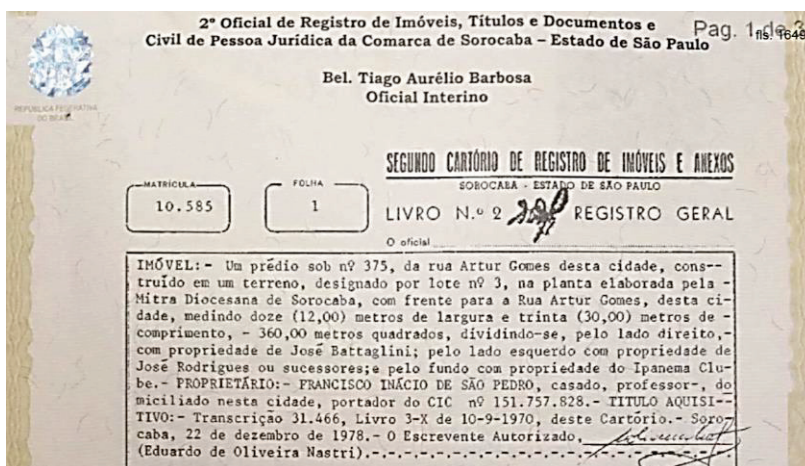 2º Oficial de Registro de Imóveis, Títulos e Documentos e
Civil de Pessoa Jurídica da Comarca de Sorocaba – Estado de São Paulo
Pag. 1 de 3
fls. 1649
Bel. Tiago Aurélio Barbosa
Oficial Interino
REPÚBLICA FEDERATIVA
DO BRASIL
SEGUNDO CARTÓRIO DE REGISTRO DE IMÓVEIS E ANEXOS
SOROCABA - ESTADO DE SÃO PAULO
MATRÍCULA
10.585
FOLHA
1
LIVRO N.º 2 REGISTRO GERAL
O oficial
IMÓVEL:- Um prédio sob nº 375, da rua Artur Gomes desta cidade, cons--
truído em um terreno, designado por lote nº 3, na planta elaborada pela -
Mitra Diocesana de Sorocaba, com frente para a Rua Artur Gomes, desta ci-
dade, medindo doze (12,00) metros de largura e trinta (30,00) metros de -
comprimento, - 360,00 metros quadrados, dividindo-se, pelo lado direito,-
com propriedade de José Battaglini; pelo lado esquerdo com propriedade de
José Rodrigues ou sucessores;e pelo fundo com propriedade do Ipanema Clu-
be.- PROPRIETÁRIO:- FRANCISCO INÁCIO DE SÃO PEDRO, casado, professor-, do
miciliado nesta cidade, portador do CIC nº 151.757.828.- TITULO AQUISI--
TIVO:- Transcrição 31.466, Livro 3-X de 10-9-1970, deste Cartório.- Soro-
caba, 22 de dezembro de 1978.- O Escrevente Autorizado,
(Eduardo de Oliveira Nastri).-.-.-.-.-.-.-.-.-.-.-.-.-.-.-.-.-.-.-.-.-.